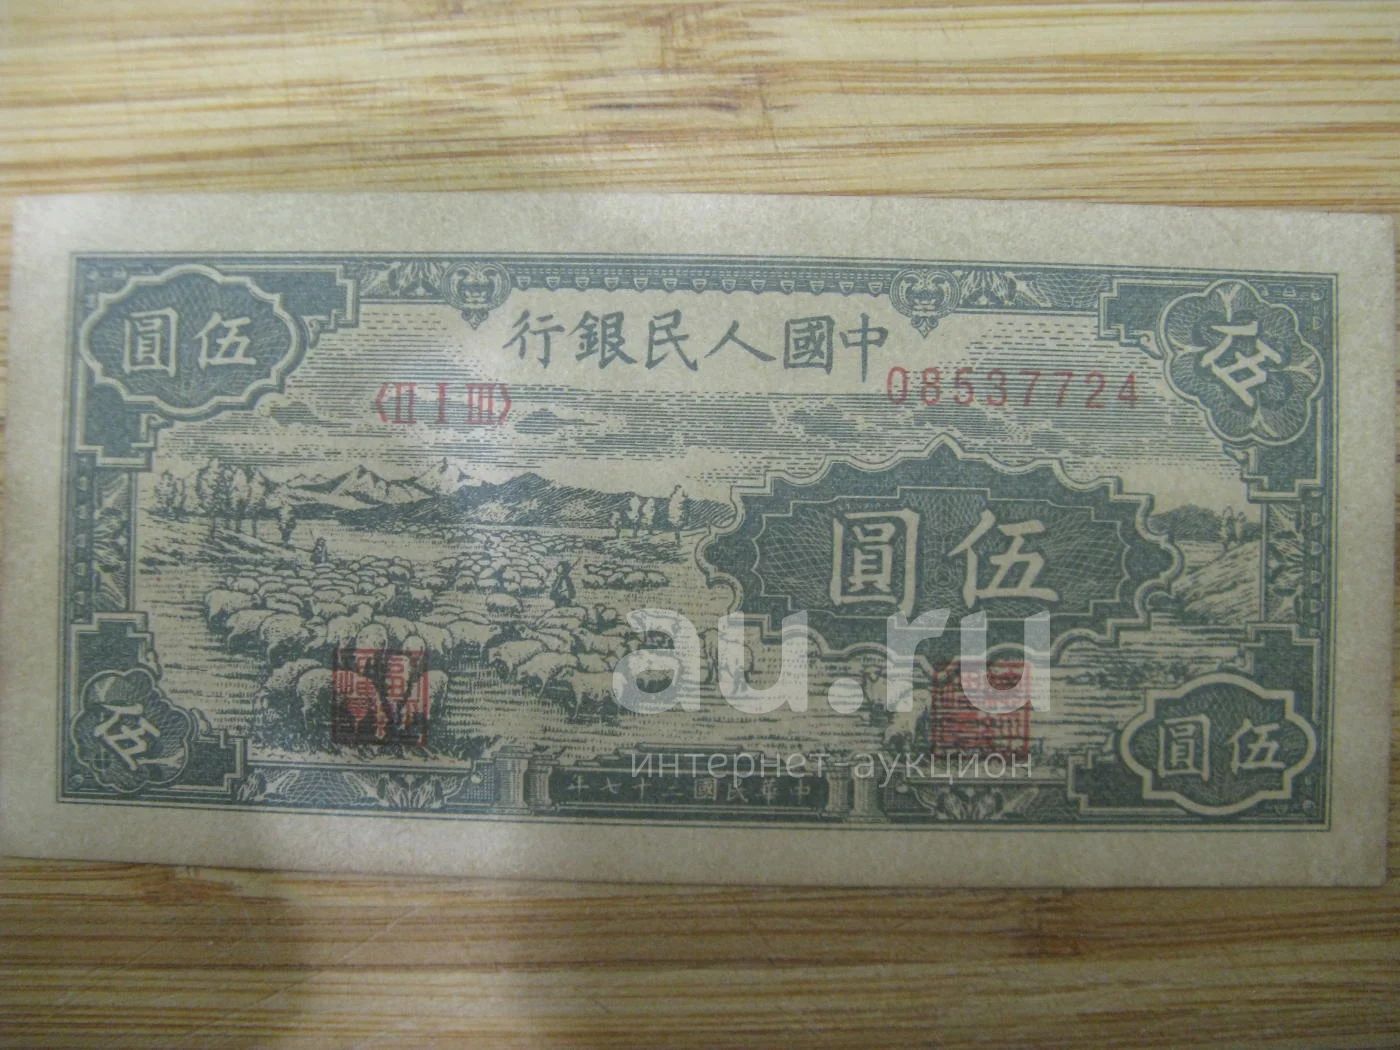 中國人民銀行
〈II I III〉
08537724
伍圓
伍
伍圓
伍
伍圓
中華民國三十七年
au.ru
интернет-аукцион